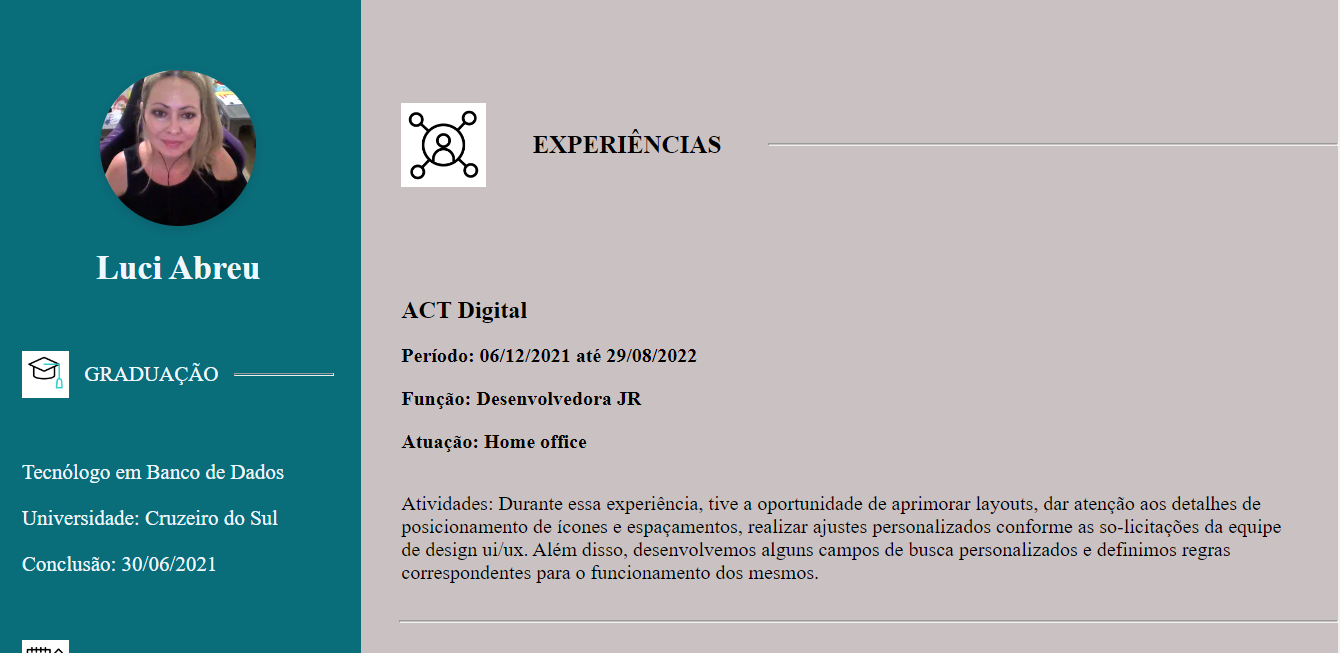 Luci Abreu
GRADUAÇÃO
Tecnólogo em Banco de Dados
Universidade: Cruzeiro do Sul
Conclusão: 30/06/2021
EXPERIÊNCIAS
ACT Digital
Período: 06/12/2021 até 29/08/2022
Função: Desenvolvedora JR
Atuação: Home office
Atividades: Durante essa experiência, tive a oportunidade de aprimorar layouts, dar atenção aos detalhes de
posicionamento de ícones e espaçamentos, realizar ajustes personalizados conforme as so-licitações da equipe
de design ui/ux. Além disso, desenvolvemos alguns campos de busca personalizados e definimos regras
correspondentes para o funcionamento dos mesmos.